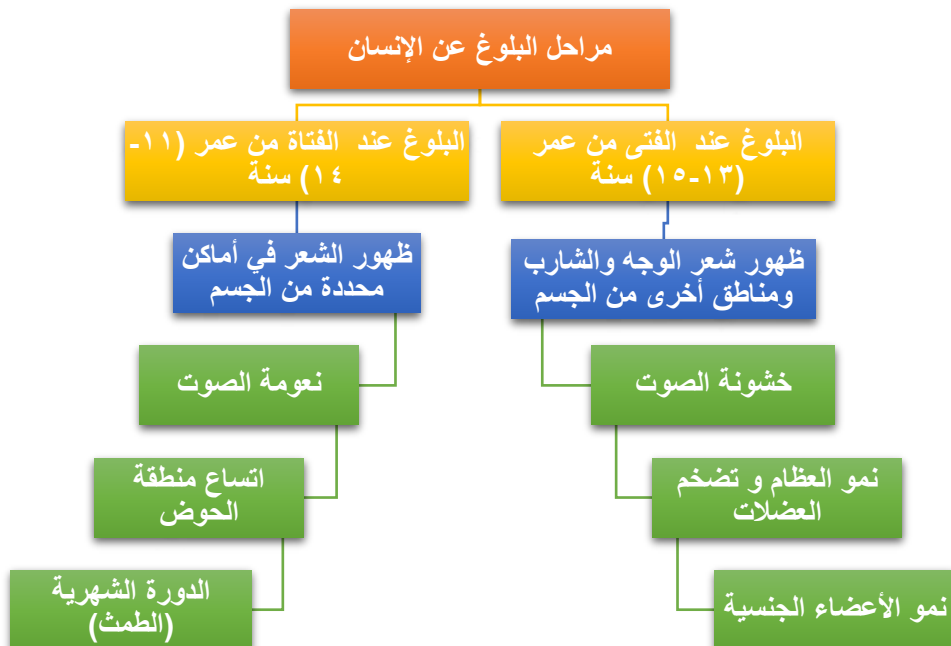 مراحل البلوغ عن الإنسان
البلوغ عند الفتى من عمر
(١٣-١٥) سنة
ظهور شعر الوجه والشارب
ومناطق أخرى من الجسم
خشونة الصوت
نمو العظام و تضخم
العضلات
نمو الأعضاء الجنسية
البلوغ عند الفتاة من عمر (١١-
١٤) سنة
ظهور الشعر في أماكن
محددة من الجسم
نعومة الصوت
اتساع منطقة
الحوض
الدورة الشهرية
(الطمث)